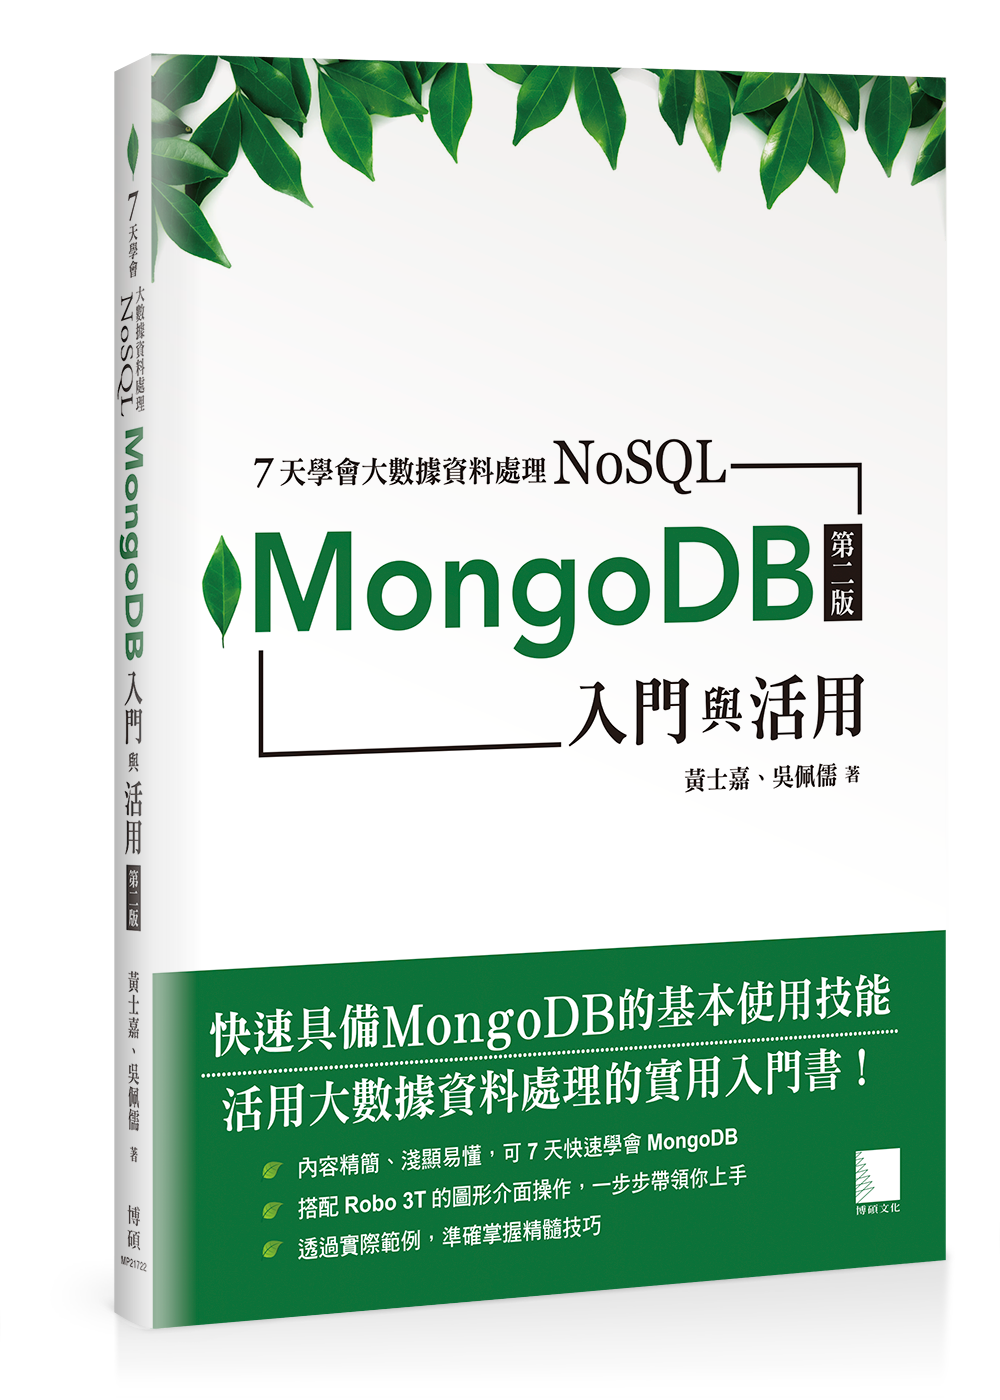 7天學會大數據資料處理NoSQL
MongoDB
第二版
入門與活用
黃士嘉、吳佩儒 著
快速具備MongoDB的基本使用技能
活用大數據資料處理的實用入門書！
內容精簡、淺顯易懂，可 7 天快速學會 MongoDB
搭配 Robo 3T 的圖形介面操作，一步步帶領你上手
透過實際範例，準確掌握精髓技巧
博碩文化
7天學會
大數據資料處理
NoSQL
MongoDB
入門與活用
第二版
黃士嘉、吳佩儒 著
博碩
MP21722